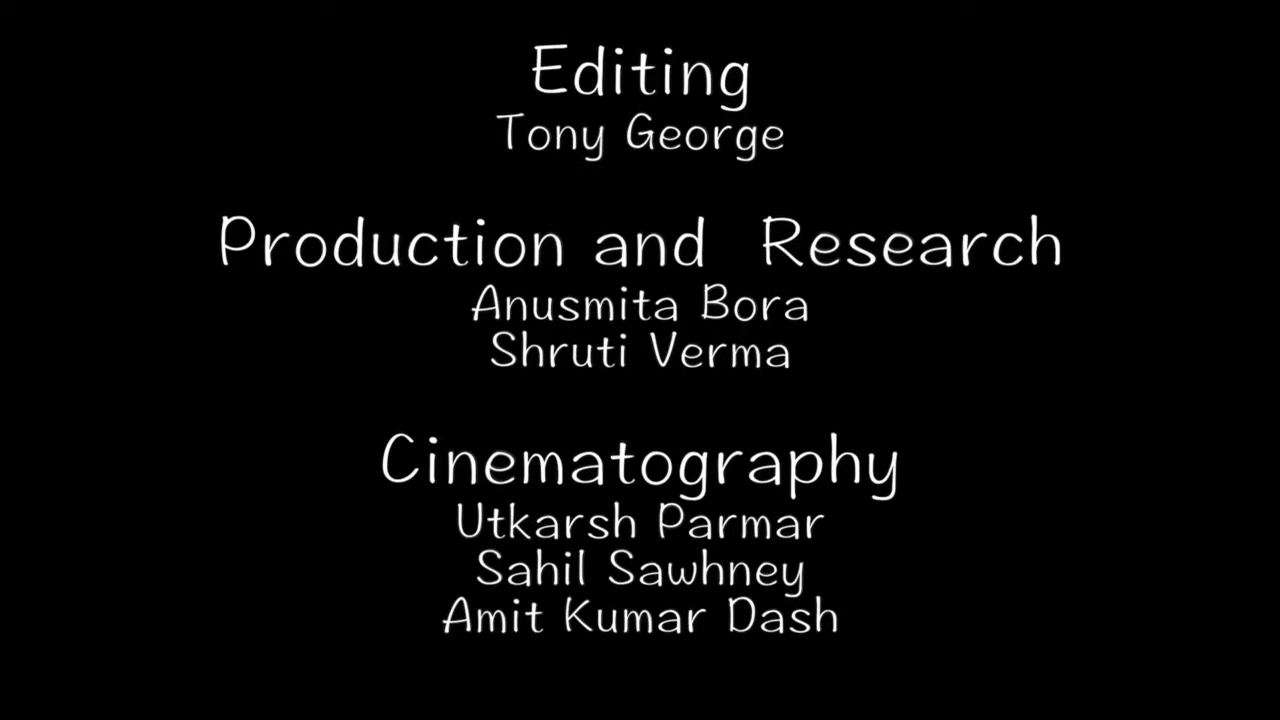 Editing
Tony George
Production and Research
Anusmita Bora
Shruti Verma
Cinematography
Utkarsh Parmar
Sahil Sawhney
Amit Kumar Dash